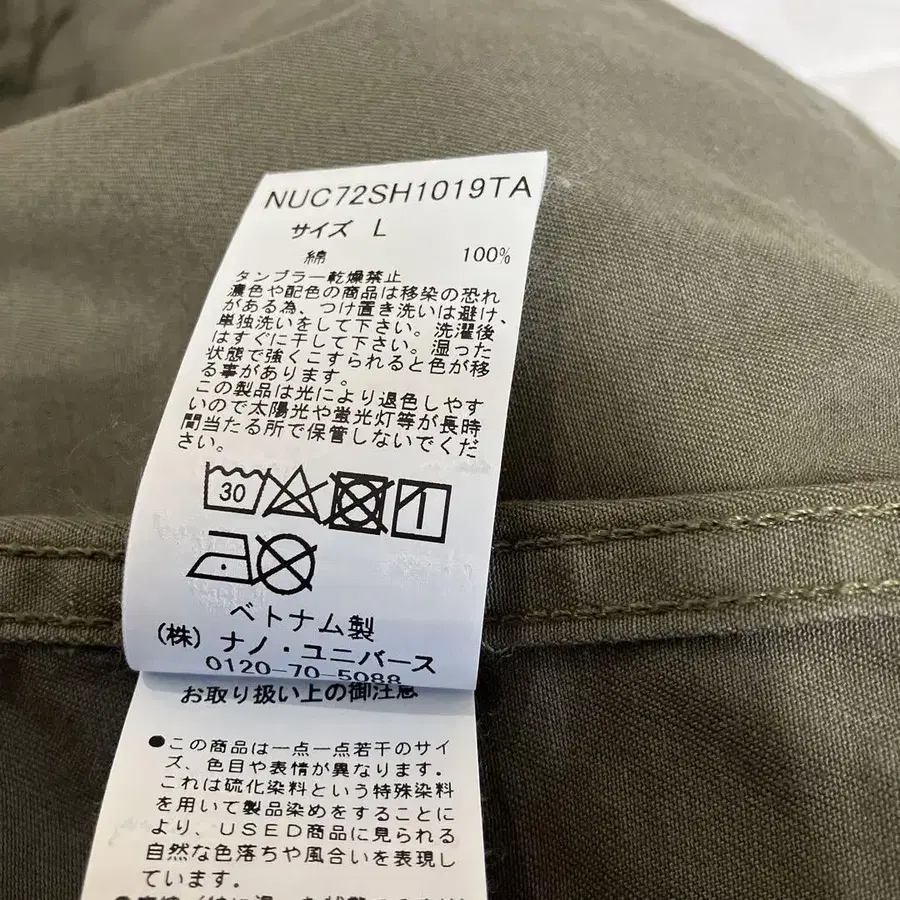 NUC72SH1019TA
サイズ L
綿 100%
タンブラー乾燥禁止
濃色や配色の商品は移染の恐れ
がある為、つけ置き洗いは避け、
単独洗いをして下さい。洗濯後
はすぐに干して下さい。湿った
状態で強くこすられると色が移
る事があります。
この製品は光により退色しやす
いので太陽光や蛍光灯等が長時
間当たる所で保管しないでくだ
さい。
30
ベトナム製
(株) ナノ・ユニバース
0120-70-5088
お取り扱い上の御注意
●この商品は一点一点若干のサイ
ズ、色目や表情が異なります。
これは硫化染料という特殊染料
を用いて製品染めをすることに
より、USED商品に見られる
自然な色落ちや風合いを表現し
ています。